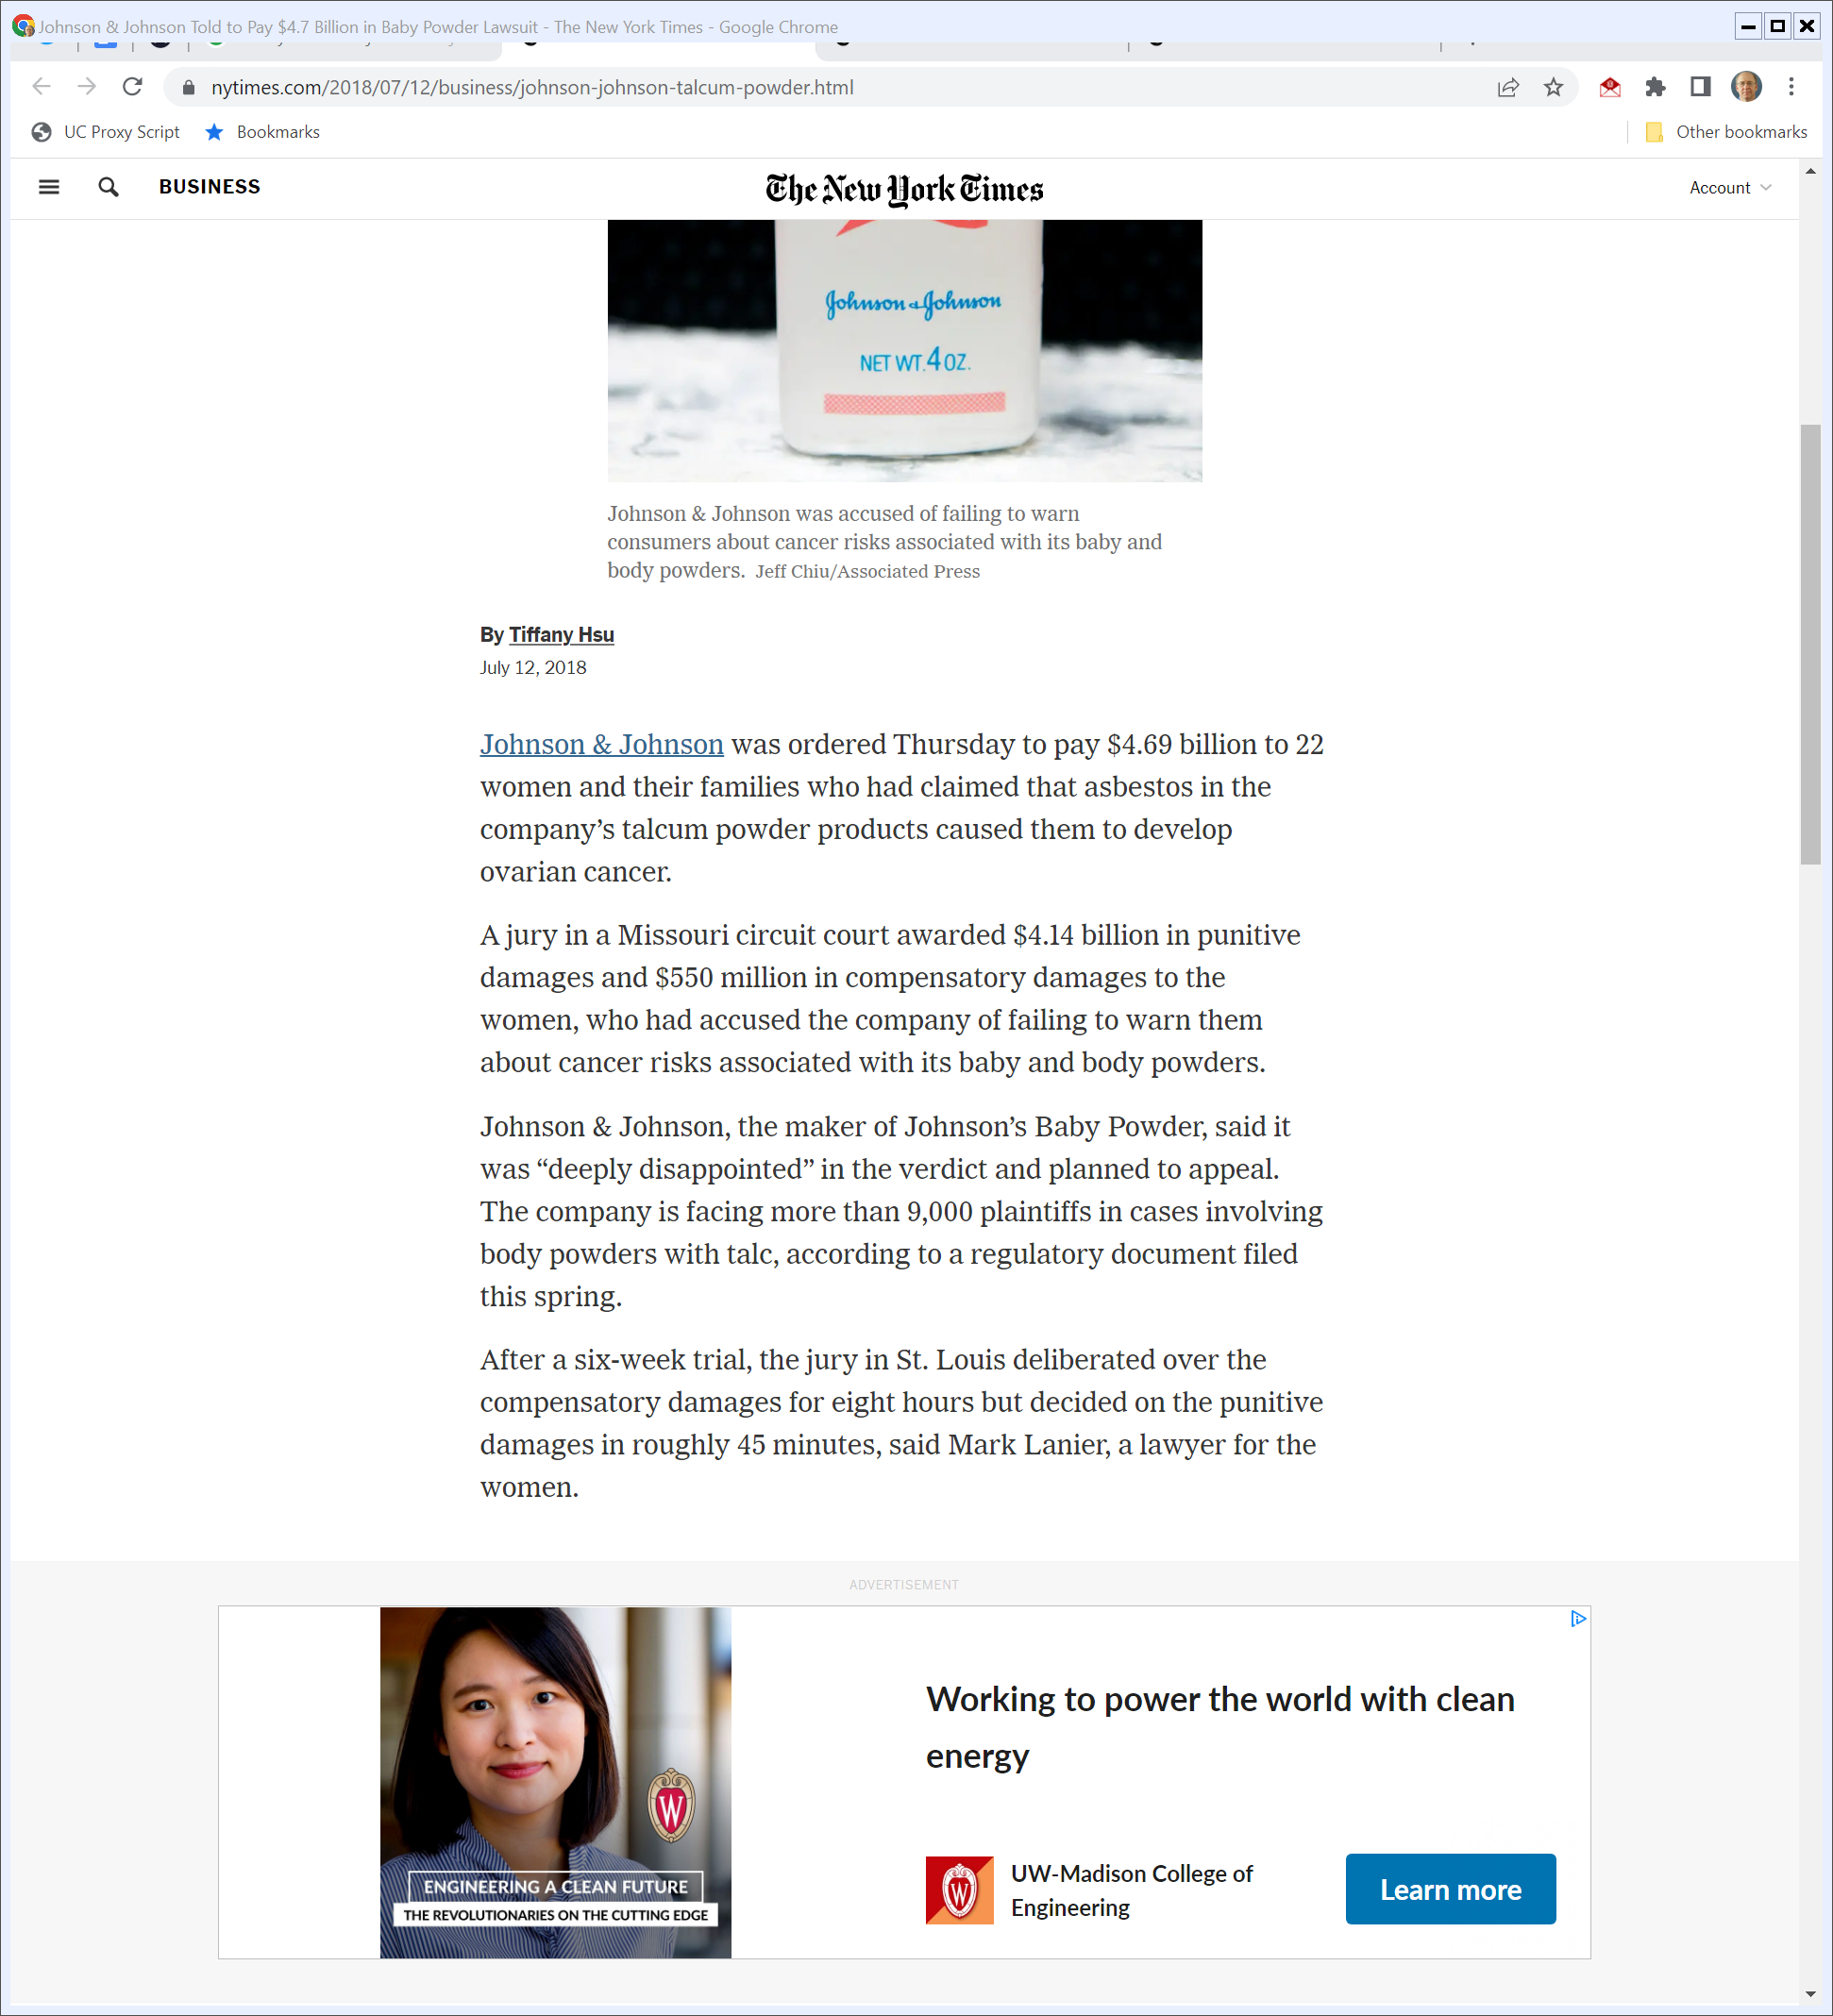 Johnson & Johnson Told to Pay $4.7 Billion in Baby Powder Lawsuit - The New York Times - Google Chrome
nytimes.com/2018/07/12/business/johnson-johnson-talcum-powder.html
UC Proxy Script
Bookmarks
Other bookmarks
BUSINESS
The New York Times
Account
Johnson & Johnson
NET WT. 4 OZ.
Johnson & Johnson was accused of failing to warn
consumers about cancer risks associated with its baby and
body powders. Jeff Chiu/Associated Press
By Tiffany Hsu
July 12, 2018
Johnson & Johnson was ordered Thursday to pay $4.69 billion to 22
women and their families who had claimed that asbestos in the
company’s talcum powder products caused them to develop
ovarian cancer.
A jury in a Missouri circuit court awarded $4.14 billion in punitive
damages and $550 million in compensatory damages to the
women, who had accused the company of failing to warn them
about cancer risks associated with its baby and body powders.
Johnson & Johnson, the maker of Johnson’s Baby Powder, said it
was “deeply disappointed” in the verdict and planned to appeal.
The company is facing more than 9,000 plaintiffs in cases involving
body powders with talc, according to a regulatory document filed
this spring.
After a six-week trial, the jury in St. Louis deliberated over the
compensatory damages for eight hours but decided on the punitive
damages in roughly 45 minutes, said Mark Lanier, a lawyer for the
women.
ADVERTISEMENT
W
ENGINEERING A CLEAN FUTURE
THE REVOLUTIONARIES ON THE CUTTING EDGE
Working to power the world with clean
energy
W
UW-Madison College of
Engineering
Learn more